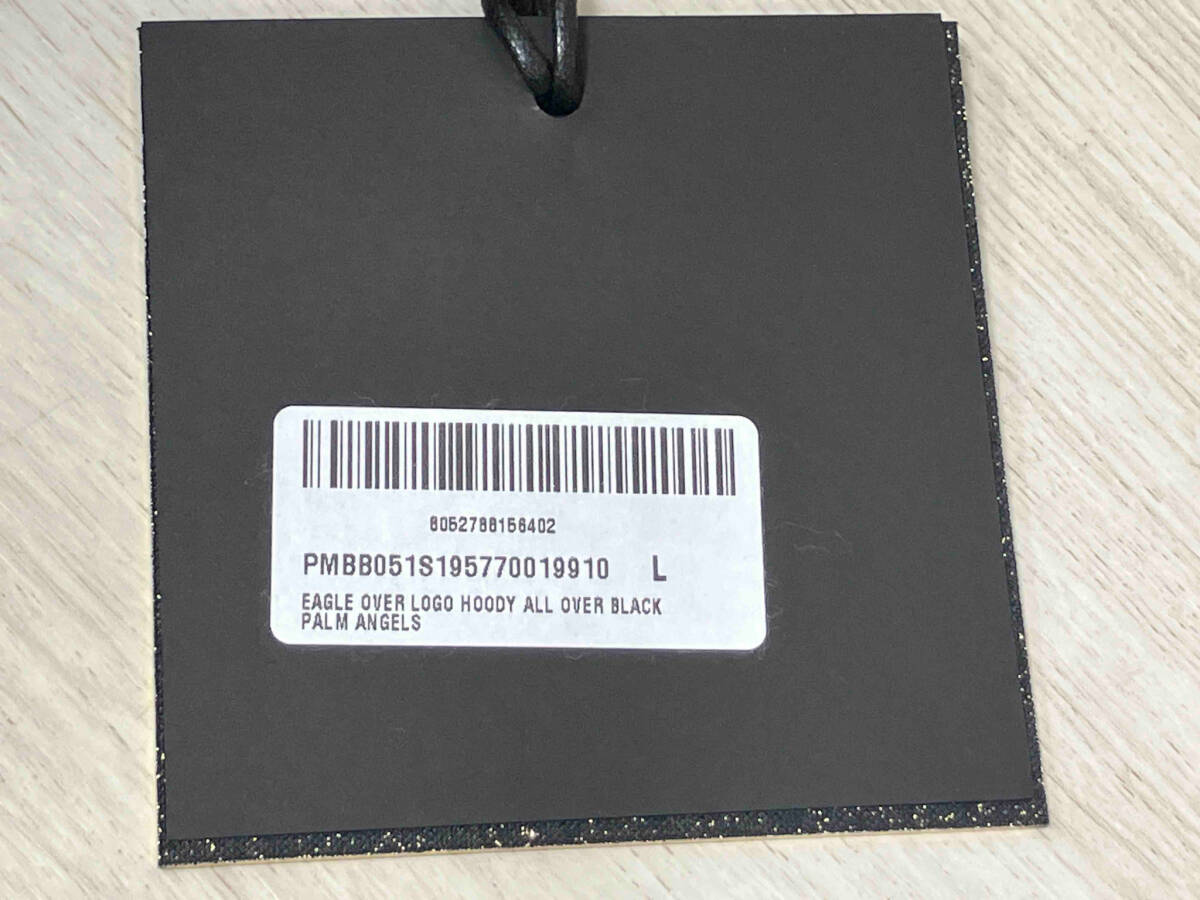 8052788156402
PMBB051S195770019910 L
EAGLE OVER LOGO HOODY ALL OVER BLACK
PALM ANGELS